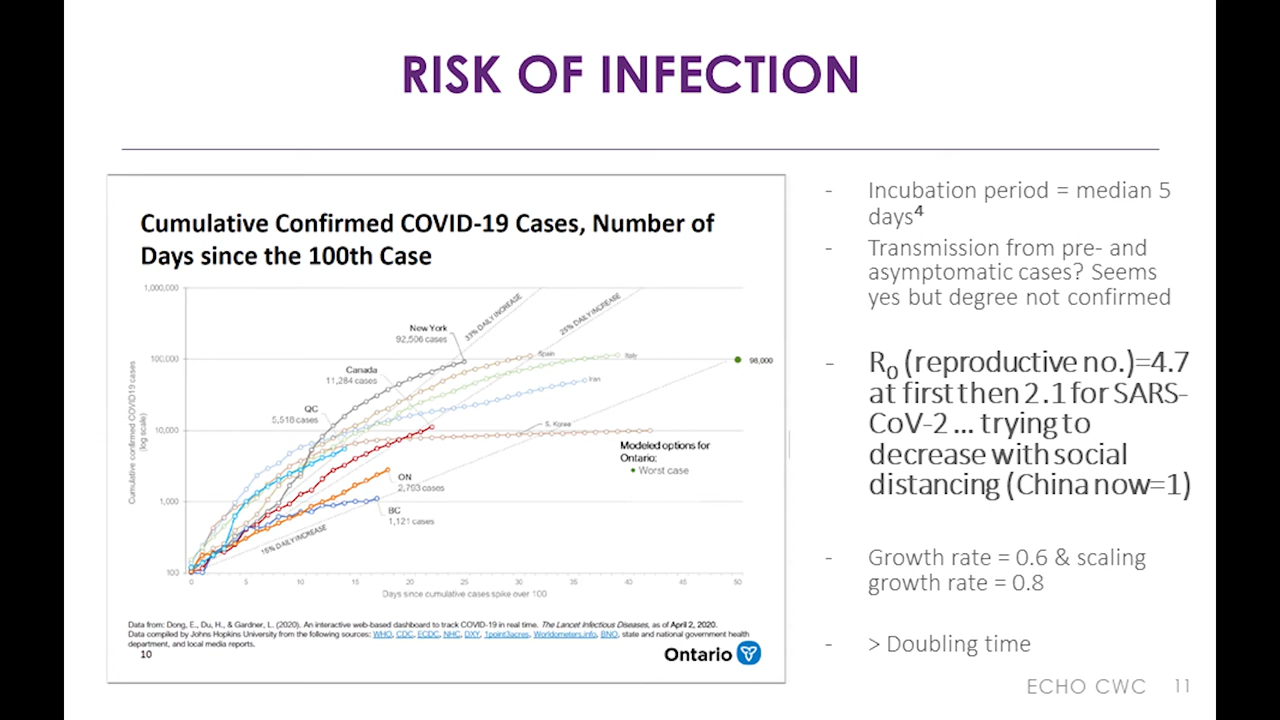 RISK OF INFECTION
Cumulative Confirmed COVID-19 Cases, Number of
Days since the 100th Case
Cumulative confirmed COVID19 cases
(log scale)
1,000,000
100,000
10,000
1,000
100
0
5
10
15
20
25
30
35
40
45
50
Days since cumulative cases spike over 100
33% DAILY INCREASE
25% DAILY INCREASE
15% DAILY INCREASE
New York
92,506 cases
Canada
11,284 cases
QC
5,518 cases
Spain
Italy
Iran
S. Korea
98,000
Modeled options for
Ontario:
Worst case
ON
2,793 cases
BC
1,121 cases
Data from: Dong, E., Du, H., & Gardner, L. (2020). An interactive web-based dashboard to track COVID-19 in real time. The Lancet Infectious Diseases, as of April 2, 2020.
Data compiled by Johns Hopkins University from the following sources: WHO, CDC, ECDC, NHC, DXY, 1point3acres, Worldometers.info, BNO, state and national government health
department, and local media reports.
10
Ontario
- Incubation period = median 5
days⁴
- Transmission from pre- and
asymptomatic cases? Seems
yes but degree not confirmed
- R₀ (reproductive no.)=4.7
at first then 2.1 for SARS-
CoV-2 … trying to
decrease with social
distancing (China now=1)
- Growth rate = 0.6 & scaling
growth rate = 0.8
- > Doubling time
ECHO CWC 11